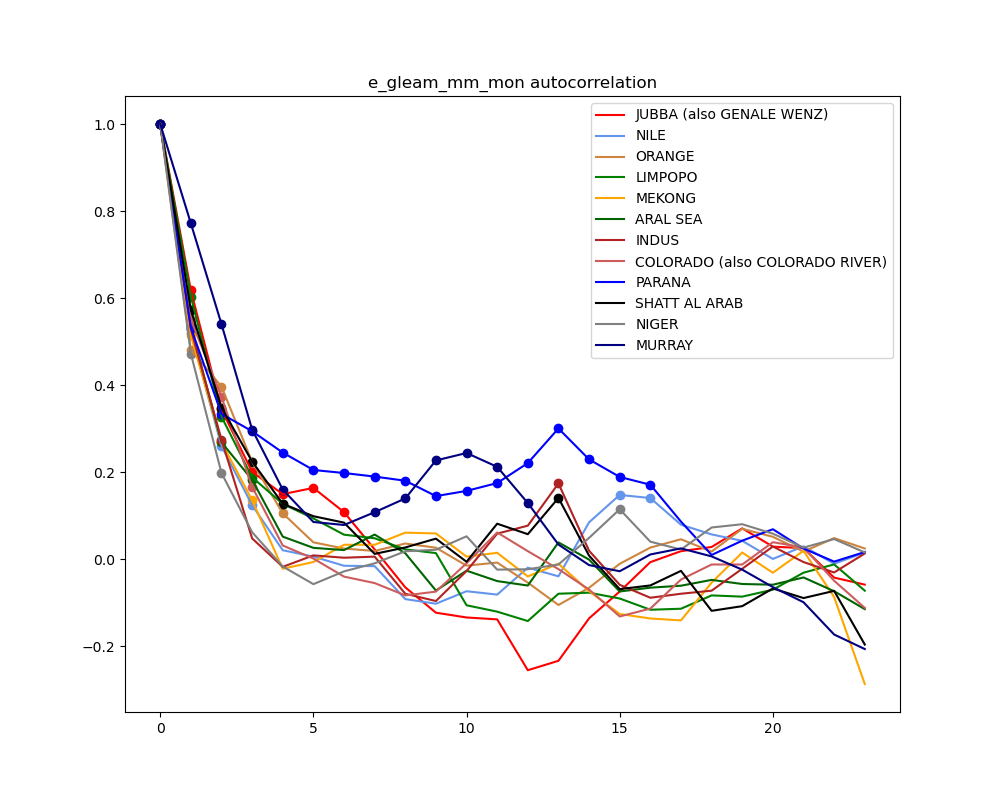 e_gleam_mm_mon autocorrelation
JUBBA (also GENALE WENZ)
NILE
ORANGE
LIMPOPO
MEKONG
ARAL SEA
INDUS
COLORADO (also COLORADO RIVER)
PARANA
SHATT AL ARAB
NIGER
MURRAY
1.0
0.8
0.6
0.4
0.2
0.0
−0.2
0 5 10 15 20